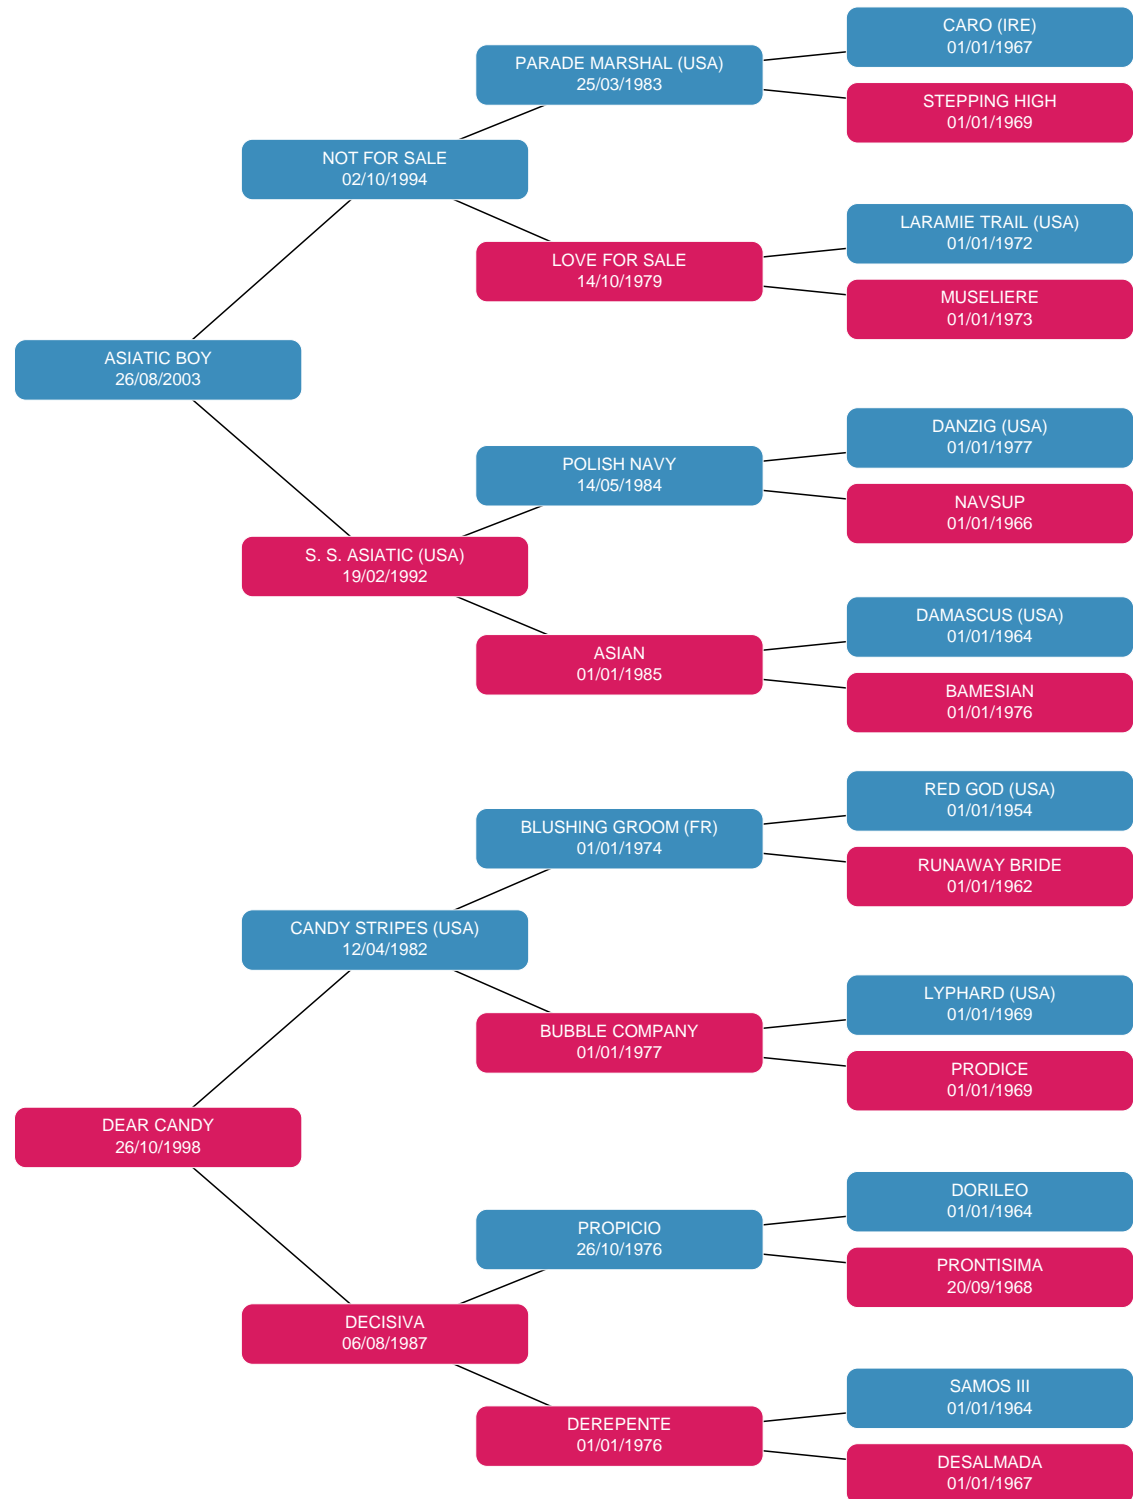 CARO (IRE)
01/01/1967
PARADE MARSHAL (USA)
25/03/1983
STEPPING HIGH
01/01/1969
NOT FOR SALE
02/10/1994
LARAMIE TRAIL (USA)
01/01/1972
LOVE FOR SALE
14/10/1979
MUSELIERE
01/01/1973
ASIATIC BOY
26/08/2003
DANZIG (USA)
01/01/1977
POLISH NAVY
14/05/1984
NAVSUP
01/01/1966
S. S. ASIATIC (USA)
19/02/1992
DAMASCUS (USA)
01/01/1964
ASIAN
01/01/1985
BAMESIAN
01/01/1976
RED GOD (USA)
01/01/1954
BLUSHING GROOM (FR)
01/01/1974
RUNAWAY BRIDE
01/01/1962
CANDY STRIPES (USA)
12/04/1982
LYPHARD (USA)
01/01/1969
BUBBLE COMPANY
01/01/1977
PRODICE
01/01/1969
DEAR CANDY
26/10/1998
DORILEO
01/01/1964
PROPICIO
26/10/1976
PRONTISIMA
20/09/1968
DECISIVA
06/08/1987
SAMOS III
01/01/1964
DEREPENTE
01/01/1976
DESALMADA
01/01/1967